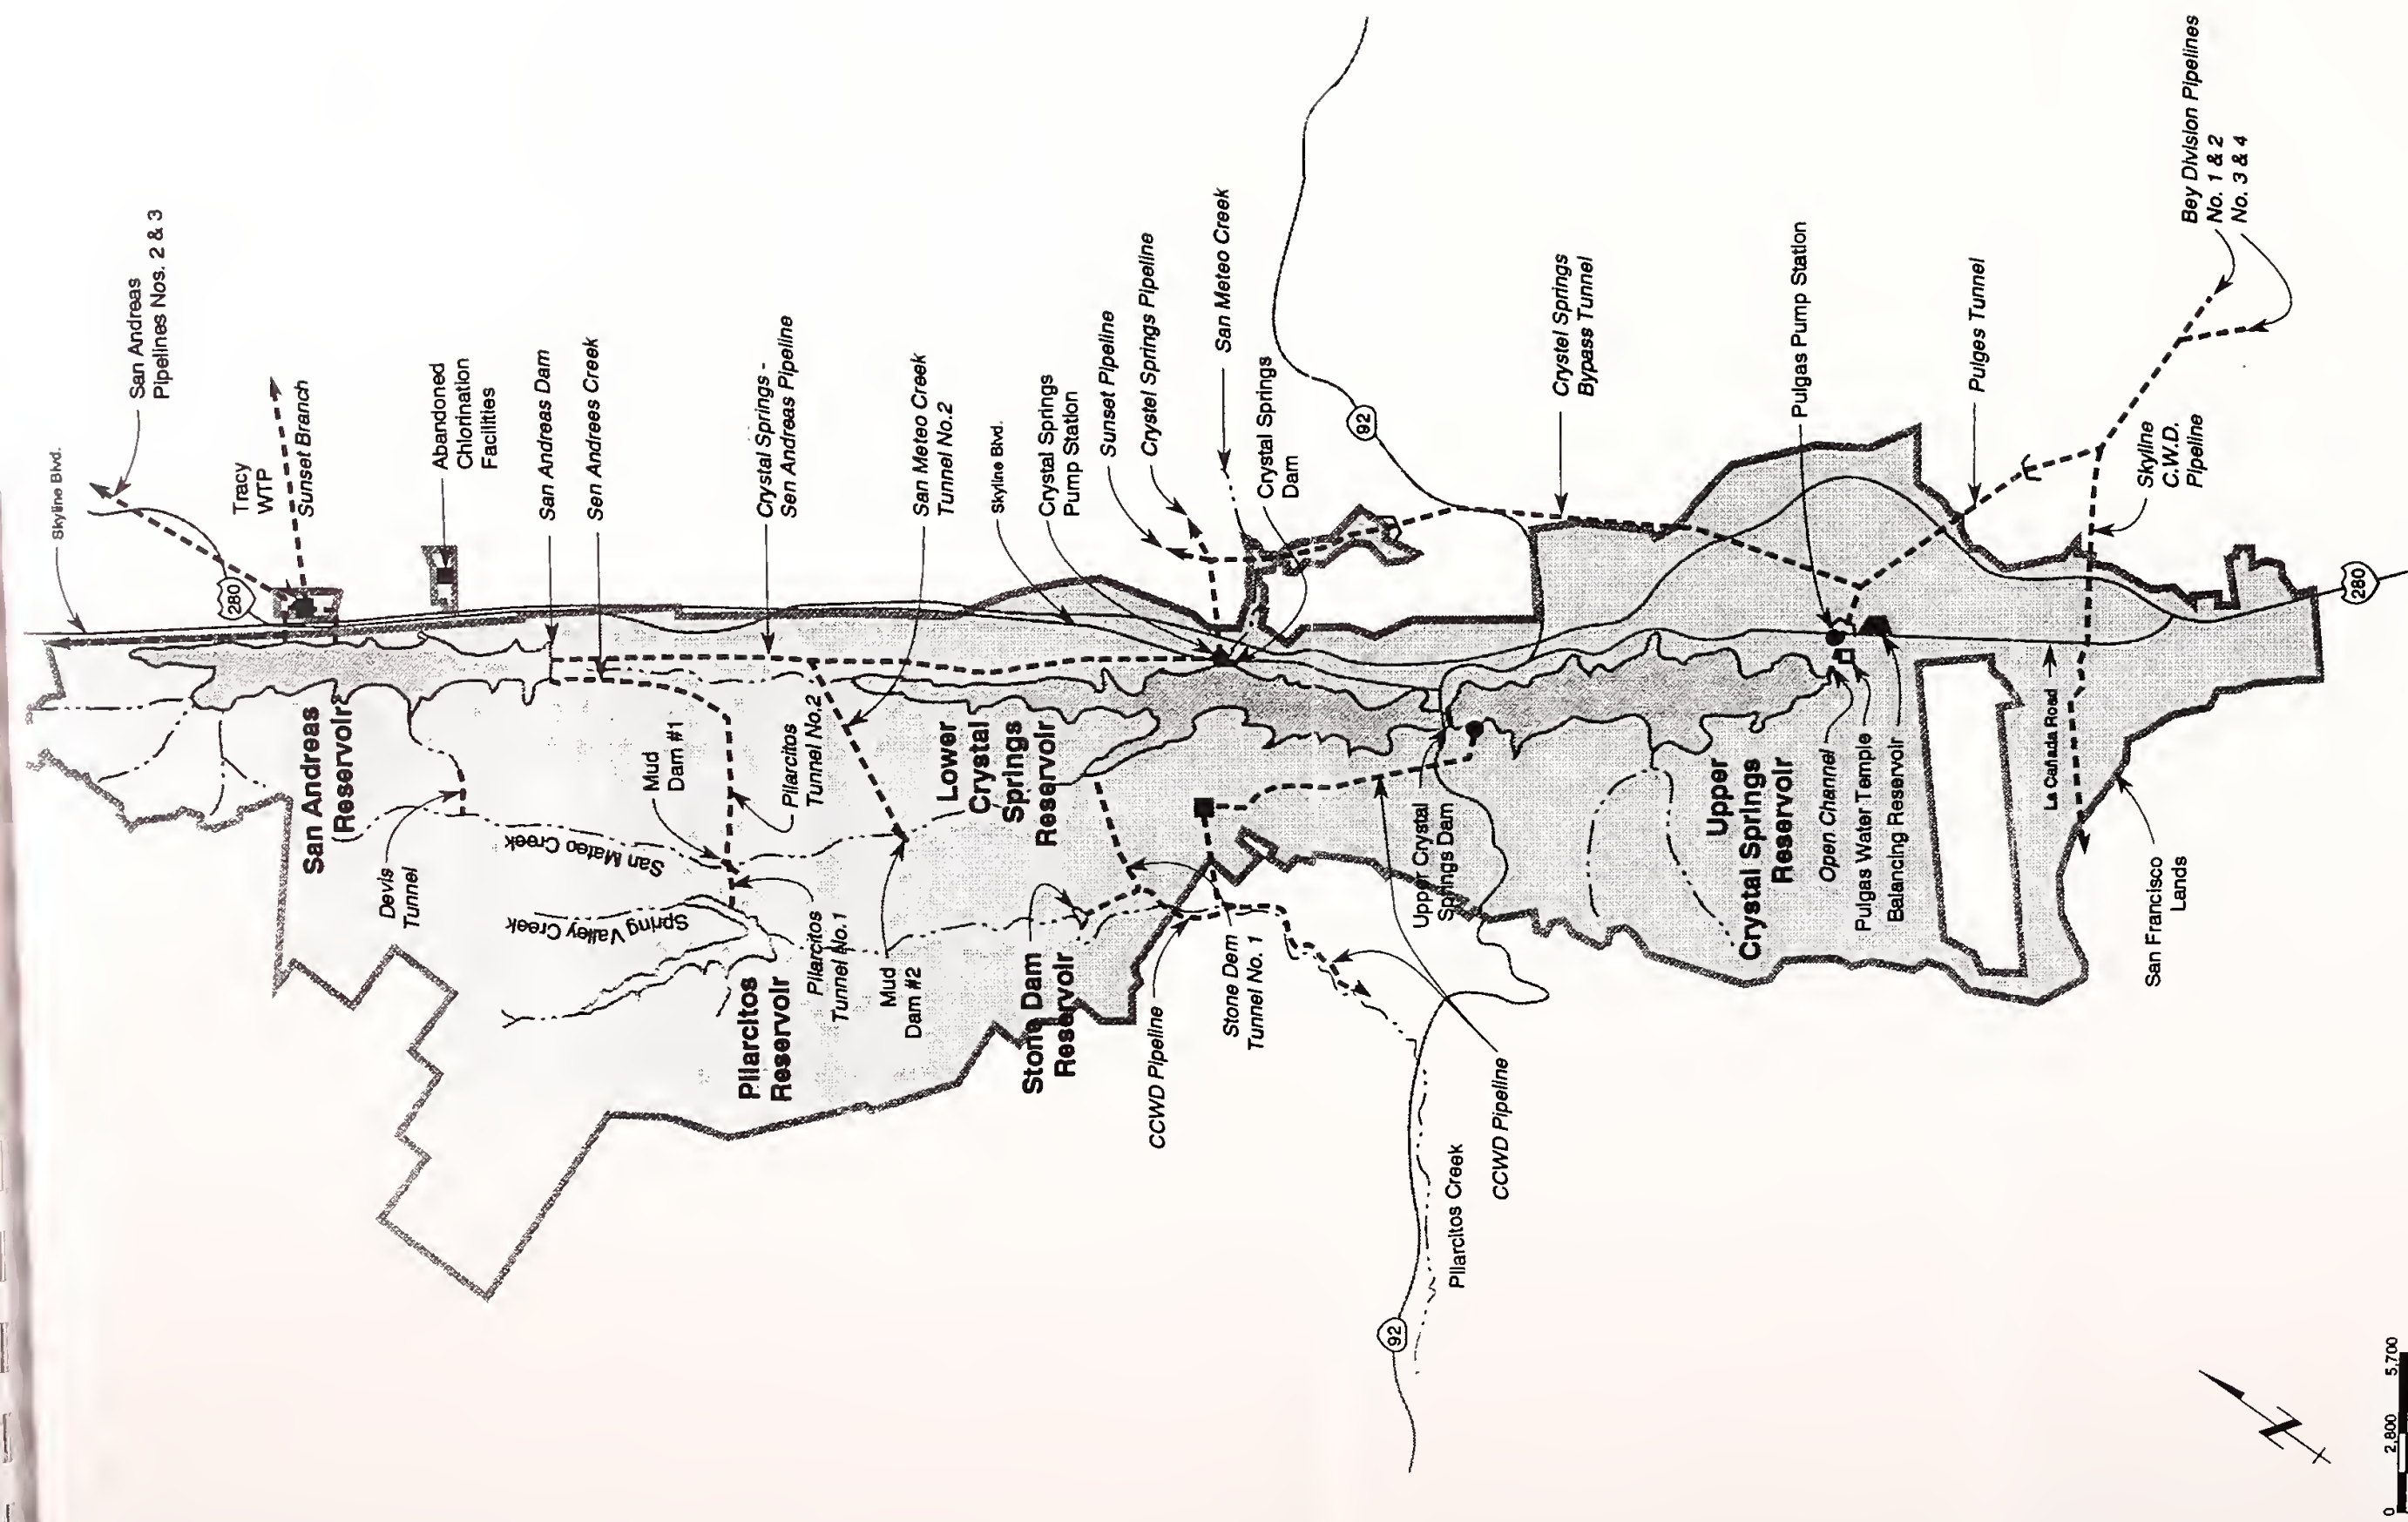 Skyline Blvd.
San Andreas
Pipelines Nos. 2 & 3
280
Tracy
WTP
Sunset Branch
Abandoned
Chlorination
Facilities
San Andreas Dam
Sen Andrees Creek
Crystal Springs -
Sen Andreas Pipeline
San Meteo Creek
Tunnel No.2
Skyline Blvd.
Crystal Springs
Pump Station
Sunset Pipeline
Crystel Springs Pipeline
San Meteo Creek
Crystal Springs
Dam
92
Crystel Springs
Bypass Tunnel
Pulgas Pump Station
Pulges Tunnel
Bey Division Pipelines
No. 1 & 2
No. 3 & 4
Skyline
C.W.D.
Pipeline
280
San Andreas
(Reservoir)
Devis
Tunnel
San Mateo Creek
Spring Valley Creek
Mud
Dam #1
Pilarcitos
Tunnel No.2
Pilarcitos
Tunnel No.1
Pilarcitos
Reservoir
Mud
Dam #2
Lower
Crystal
Springs
Reservoir
Stone Dam
Reservoir
CCWD Pipeline
Stone Dem
Tunnel No. 1
Upper Crystal
Springs Dam
92
Pilarcitos Creek
CCWD Pipeline
Upper
Crystal Springs
Reservoir
Open Channel
Pulgas Water Temple
Balancing Reservoir
La Cañada Road
San Francisco
Lands
N
0 2,800 5,700